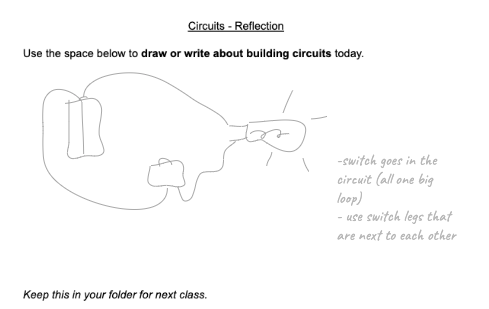 Circuits - Reflection
Use the space below to draw or write about building circuits today.
-switch goes in the
circuit (all one big
loop)
- use switch legs that
are next to each other
Keep this in your folder for next class.